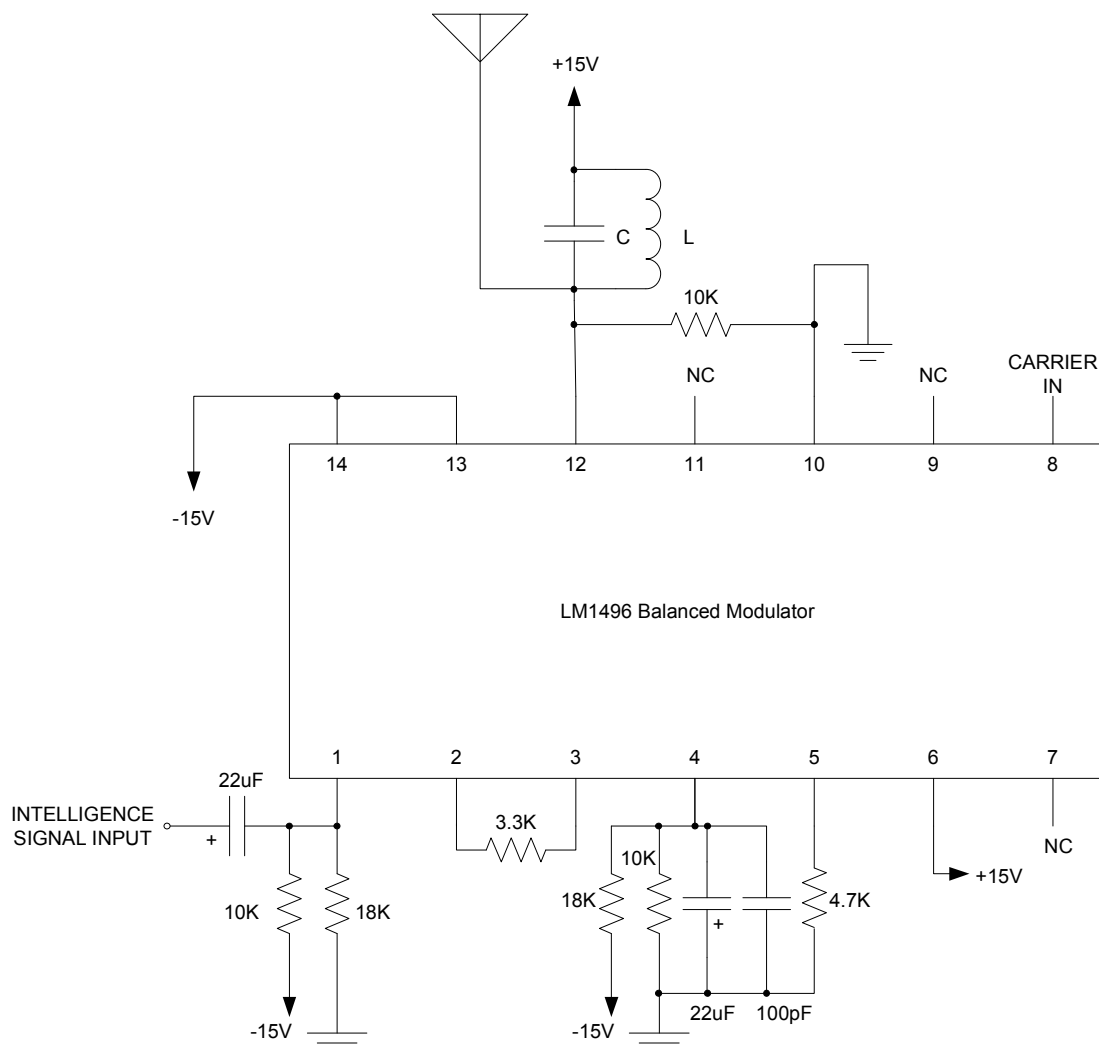 +15V
C L
10K
NC NC CARRIER
IN
14 13 12 11 10 9 8
-15V
LM1496 Balanced Modulator
1 2 3 4 5 6 7
22uF
INTELLIGENCE
SIGNAL INPUT
+
3.3K
10K
NC
+15V
10K 18K
18K
+
4.7K
-15V
-15V
22uF 100pF